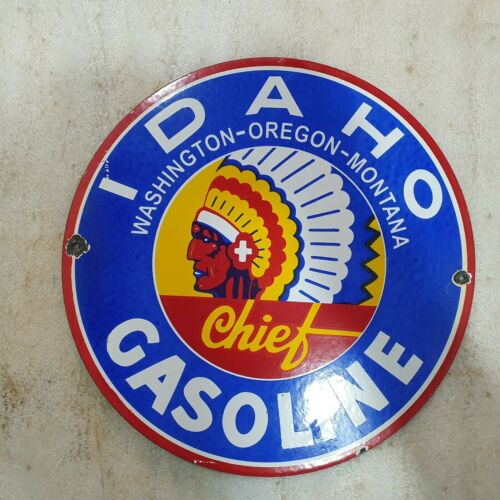 IDAHO
WASHINGTON-OREGON-MONTANA
Chief
GASOLINE